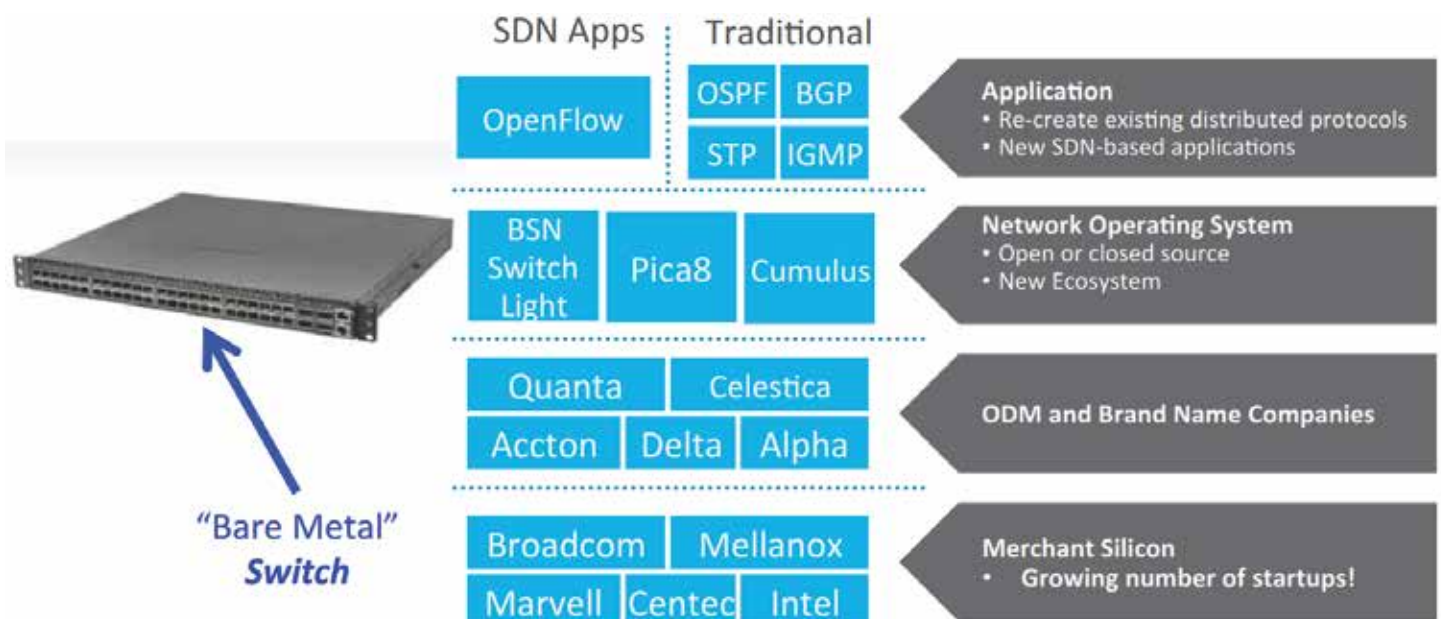 SDN Apps
Traditional
OpenFlow
OSPF
BGP
STP
IGMP
Application
• Re-create existing distributed protocols
• New SDN-based applications
BSN
Switch
Light
Pica8
Cumulus
Network Operating System
• Open or closed source
• New Ecosystem
Quanta
Celestica
Accton
Delta
Alpha
ODM and Brand Name Companies
"Bare Metal"
Switch
Broadcom
Mellanox
Marvell
Centec
Intel
Merchant Silicon
• Growing number of startups!